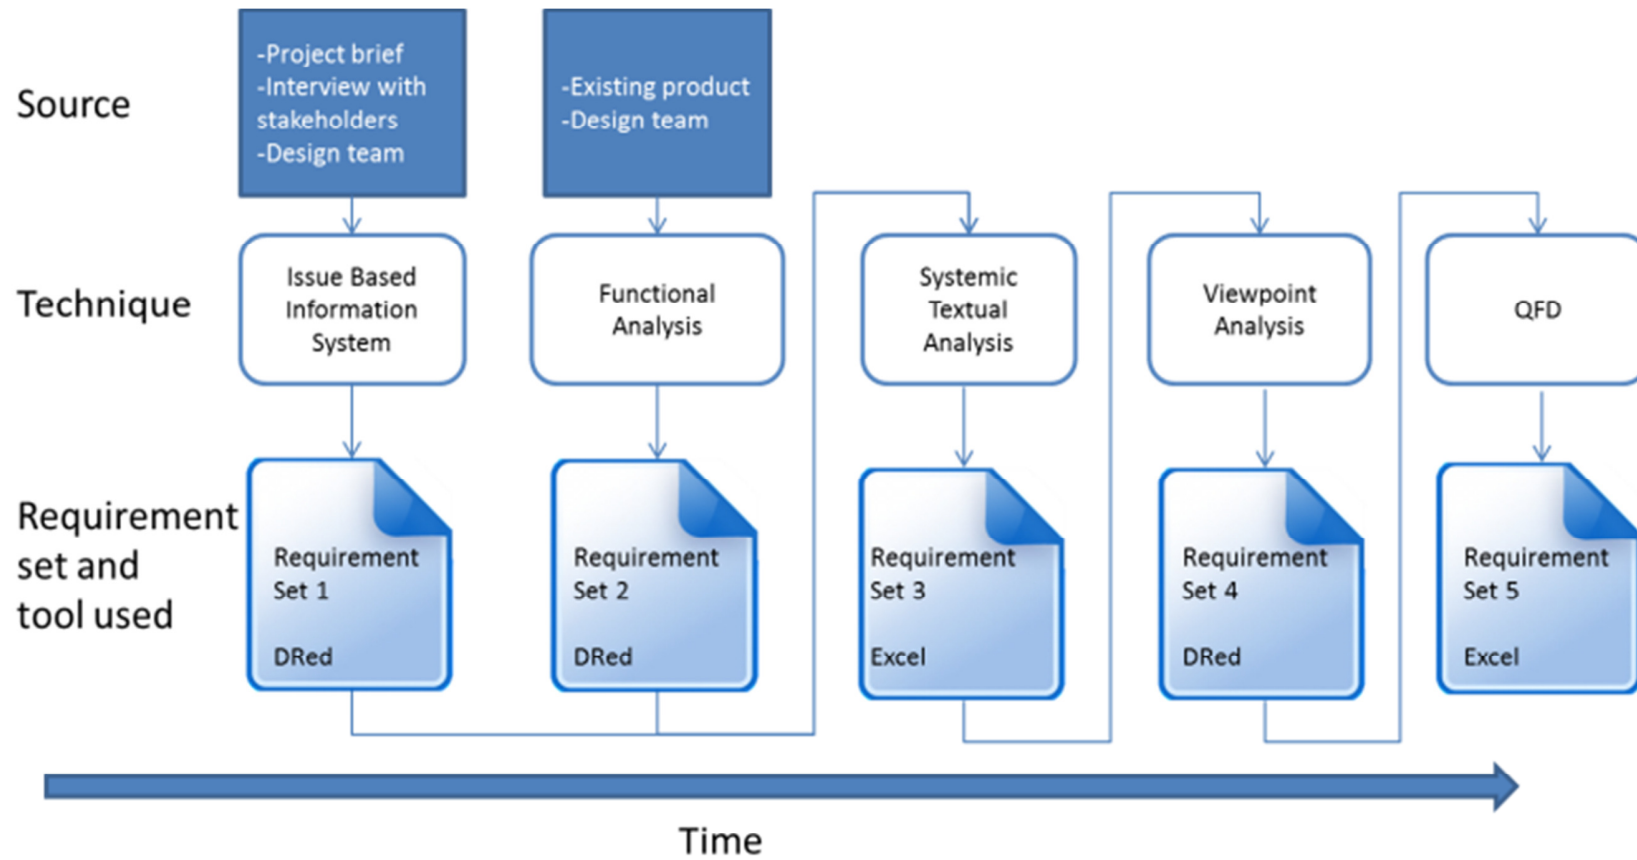 Source
-Project brief
-Interview with
stakeholders
-Design team
-Existing product
-Design team
Technique
Issue Based
Information
System
Functional
Analysis
Systemic
Textual
Analysis
Viewpoint
Analysis
QFD
Requirement
set and
tool used
Requirement
Set 1
DRed
Requirement
Set 2
DRed
Requirement
Set 3
Excel
Requirement
Set 4
DRed
Requirement
Set 5
Excel
Time